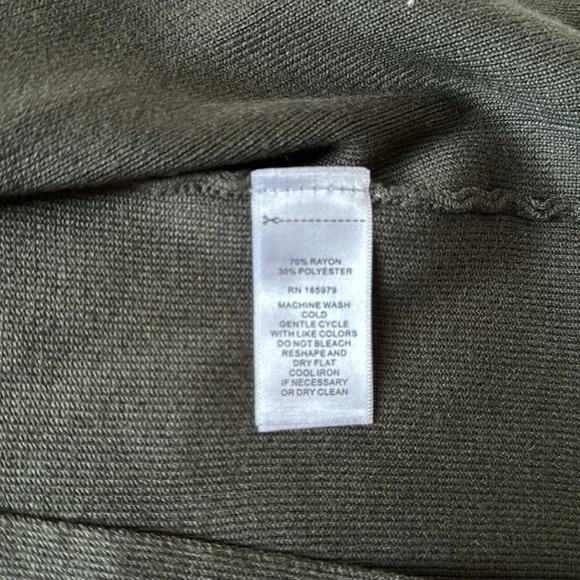 70% RAYON
30% POLYESTER
RN 165979
MACHINE WASH
COLD
GENTLE CYCLE
WITH LIKE COLORS
DO NOT BLEACH
RESHAPE AND
DRY FLAT
COOL IRON
IF NECESSARY
OR DRY CLEAN